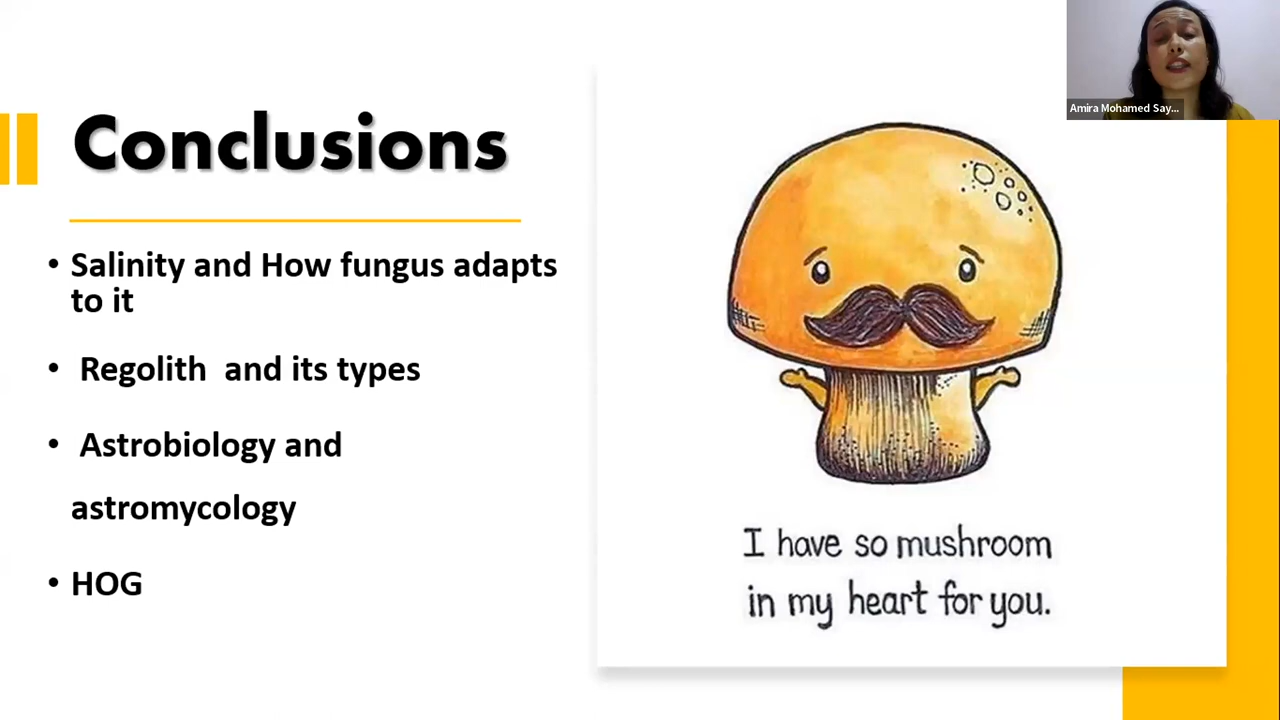 Conclusions
• Salinity and How fungus adapts
to it
• Regolith and its types
• Astrobiology and
astromycology
• HOG
I have so mushroom
in my heart for you.
Amira Mohamed Say...